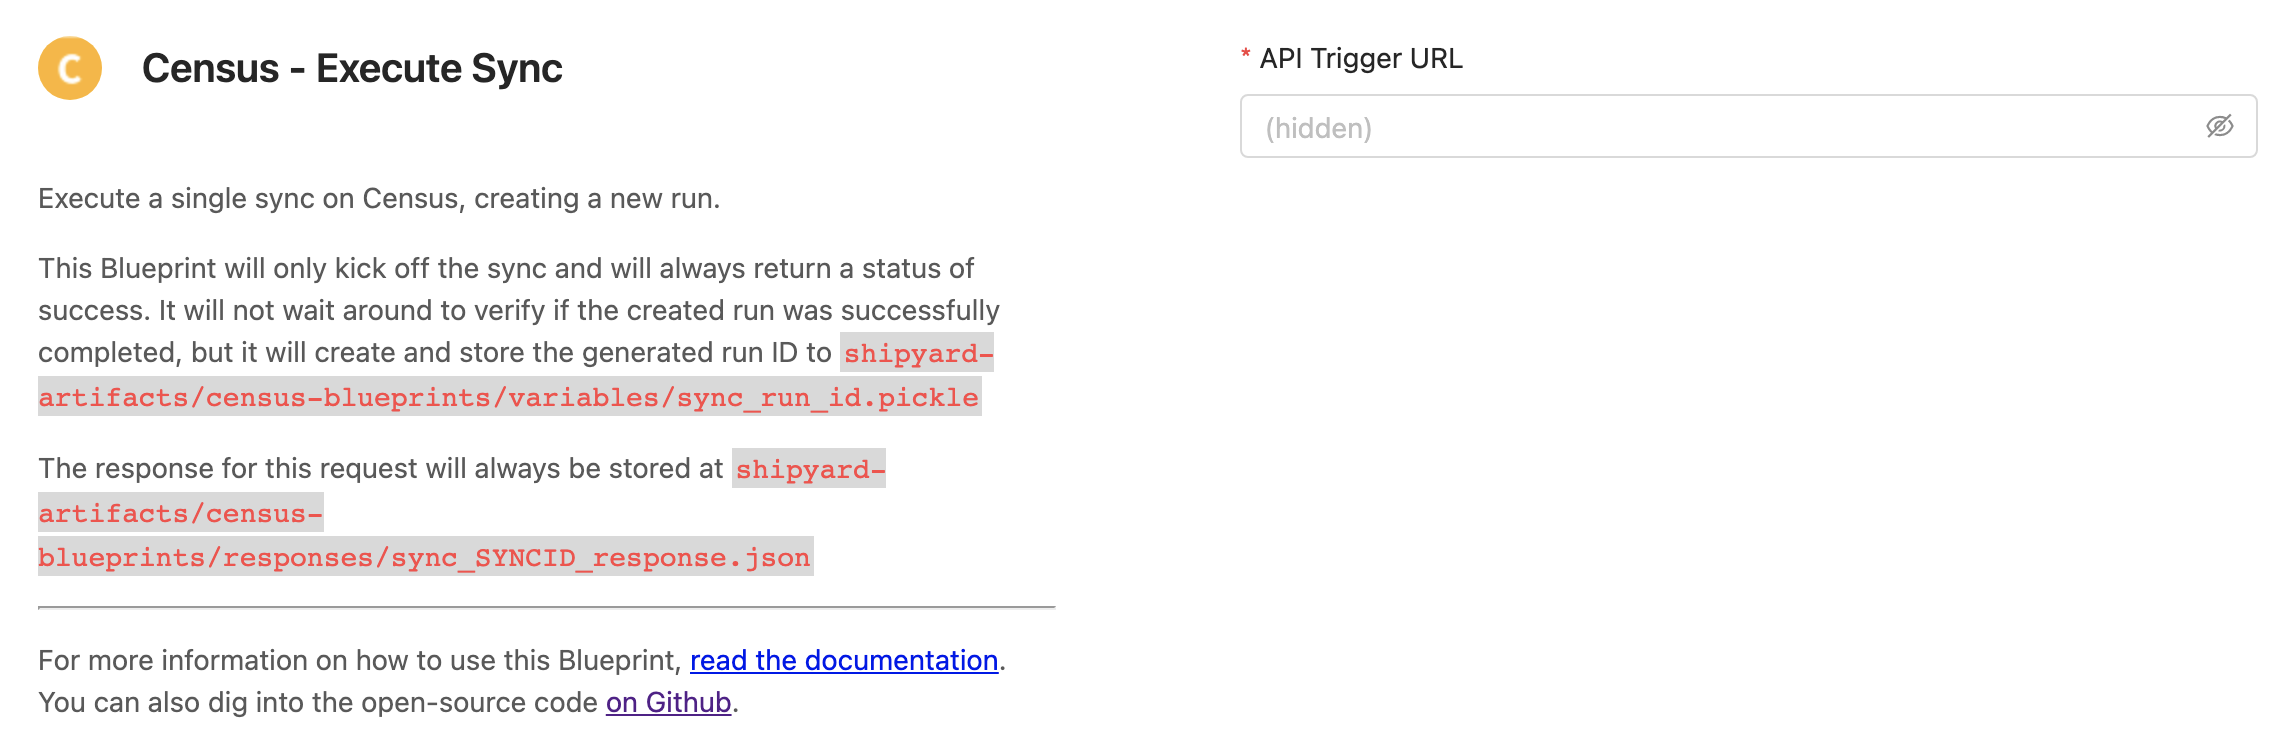 C
Census - Execute Sync
Execute a single sync on Census, creating a new run.
This Blueprint will only kick off the sync and will always return a status of
success. It will not wait around to verify if the created run was successfully
completed, but it will create and store the generated run ID to shipyard-
artifacts/census-blueprints/variables/sync_run_id.pickle
The response for this request will always be stored at shipyard-
artifacts/census-
blueprints/responses/sync_SYNCID_response.json
For more information on how to use this Blueprint, read the documentation.
You can also dig into the open-source code on Github.
* API Trigger URL
(hidden)